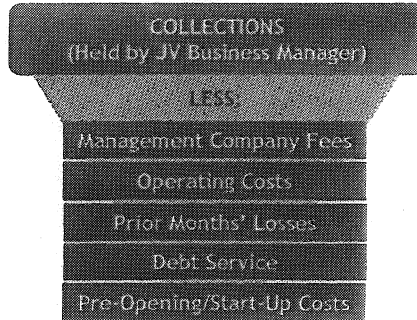 COLLECTIONS
(Held by JV Business Manager)
LESS:
Management Company Fees
Operating Costs
Prior Months' Losses
Debt Service
Pre-Opening/Start-Up Costs